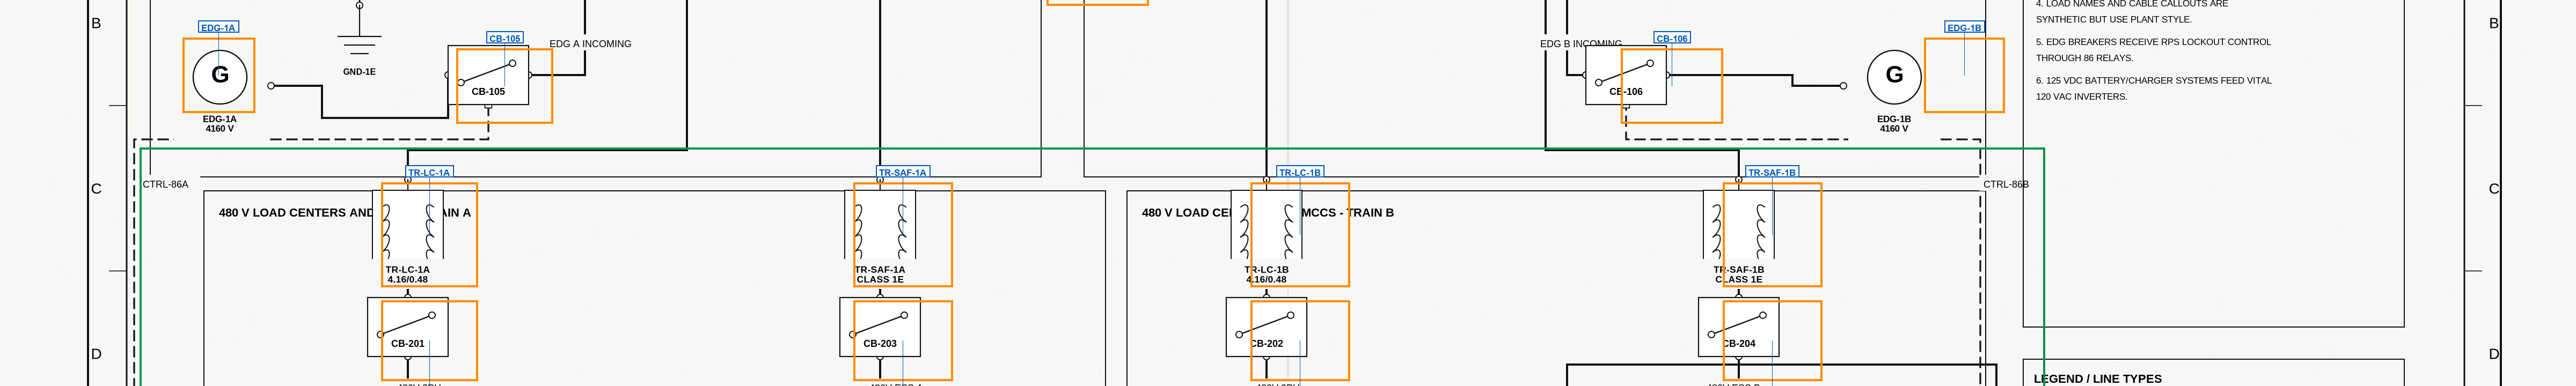 B
EDG-1A
CB-105
EDG A INCOMING
G
GND-1E
CB-105
EDG-1A
4160 V
EDG B INCOMING
CB-106
EDG-1B
CB-106
G
EDG-1B
4160 V
4. LOAD NAMES AND CABLE CALLOUTS ARE
SYNTHETIC BUT USE PLANT STYLE.
5. EDG BREAKERS RECEIVE RPS LOCKOUT CONTROL
THROUGH 86 RELAYS.
6. 125 VDC BATTERY/CHARGER SYSTEMS FEED VITAL
120 VAC INVERTERS.
B
C
CTRL-86A
TR-LC-1A
TR-SAF-1A
TR-LC-1B
TR-SAF-1B
CTRL-86B
C
480 V LOAD CENTERS AND AIN A
480 V LOAD CE MCCS - TRAIN B
TR-LC-1A
4.16/0.48
TR-SAF-1A
CLASS 1E
TR-LC-1B
4.16/0.48
TR-SAF-1B
CLASS 1E
D
CB-201
CB-203
CB-202
CB-204
D
LEGEND / LINE TYPES